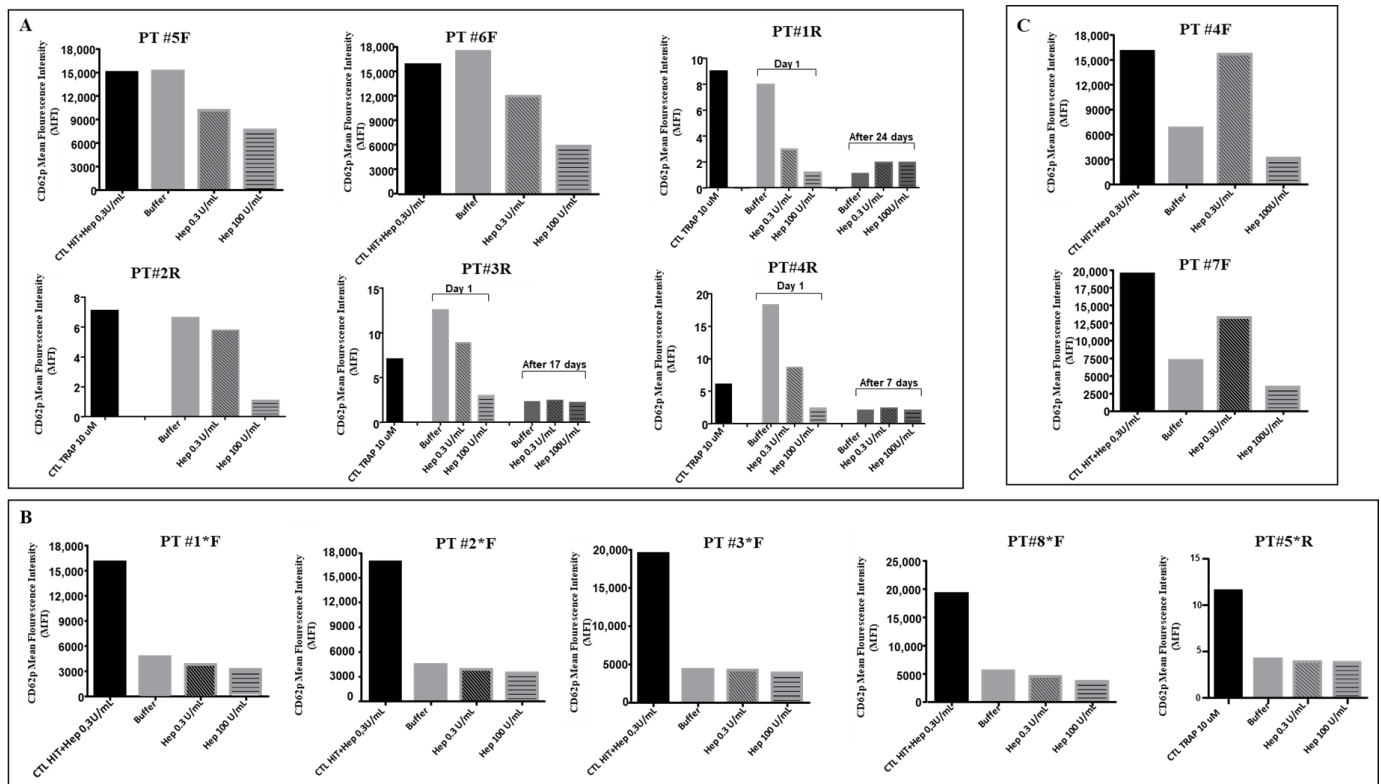 A
PT #5F
CD62p Mean Flourescence Intensity
(MFI)
18,000
15,000
12,000
9000
6000
3000
0
CTL HIT+Hep 0,3U/mL
Buffer
Hep 0.3 U/mL
Hep 100 U/mL
PT #6F
CD62p Mean Flourescence Intensity
(MFI)
18,000
15,000
12,000
9000
6000
3000
0
CTL HIT+Hep 0,3U/mL
Buffer
Hep 0.3 U/mL
Hep 100U/mL
PT#1R
CD62p Mean Flourescence Intensity
(MFI)
10
8
6
4
2
0
Day 1
After 24 days
CTL TRAP 10 uM
Buffer
Hep 0.3 U/mL
Hep 100 U/mL
Buffer
Hep 0.3 U/mL
Hep 100U/mL
PT#2R
CD62p Mean Flourescence Intensity
(MFI)
8
6
4
2
0
CTL TRAP 10 uM
Buffer
Hep 0.3 U/mL
Hep 100 U/mL
PT#3R
CD62p Mean Flourescence Intensity
(MFI)
15
10
5
0
Day 1
After 17 days
CTL TRAP 10 uM
Buffer
Hep 0.3 U/mL
Hep 100 U/mL
Buffer
Hep 0.3 U/mL
Hep 100U/mL
PT#4R
CD62p Mean Flourescence Intensity
(MFI)
20
15
10
5
0
Day 1
After 7 days
CTL TRAP 10 uM
Buffer
Hep 0.3 U/mL
Hep 100 U/mL
Buffer
Hep 0.3 U/mL
Hep 100U/mL
C
PT #4F
CD62p Mean Flourescence Intensity
(MFI)
18,000
15,000
12,000
9000
6000
3000
0
CTL HIT+Hep 0,3U/mL
Buffer
Hep 0.3U/mL
Hep 100U/mL
PT #7F
CD62p Mean Flourescence Intensity
(MFI)
20,000
17,500
15,000
12,500
10,000
7500
5000
2500
0
CTL HIT+Hep 0,3U/mL
Buffer
Hep 0.3U/mL
Hep 100U/mL
B
PT #1*F
CD62p Mean Flourescence Intensity
(MFI)
18,000
15,000
12,000
9000
6000
3000
0
CTL HIT+Hep 0,3U/mL
Buffer
Hep 0.3 U/mL
Hep 100 U/mL
PT #2*F
CD62p Mean Flourescence Intensity
(MFI)
18,000
15,000
12,000
9000
6000
3000
0
CTL HIT+Hep 0,3U/mL
Buffer
Hep 0.3 U/mL
Hep 100 U/mL
PT #3*F
CD62p Mean Flourescence Intensity
(MFI)
20,000
15,000
10,000
5000
0
CTL HIT+Hep 0,3U/mL
Buffer
Hep 0.3 U/mL
Hep 100 U/mL
PT#8*F
CD62p Mean Flourescence Intensity
(MFI)
25,000
20,000
15,000
10,000
5000
0
CTL HIT+Hep 0,3U/mL
Buffer
Hep 0.3 U/mL
Hep 100 U/mL
PT#5*R
CD62p Mean Flourescence Intensity
(MFI)
15
10
5
0
CTL TRAP 10 uM
Buffer
Hep 0.3 U/mL
Hep 100 U/mL